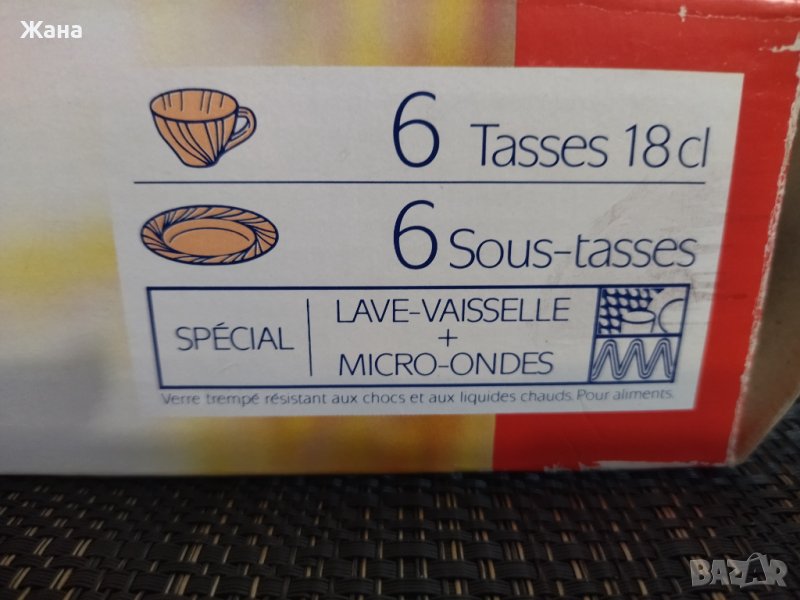 Жана
6 Tasses 18 cl
6 Sous-tasses
SPÉCIAL
LAVE-VAISSELLE
+
MICRO-ONDES
Verre trempé résistant aux chocs et aux liquides chauds. Pour aliments.
BAZAR